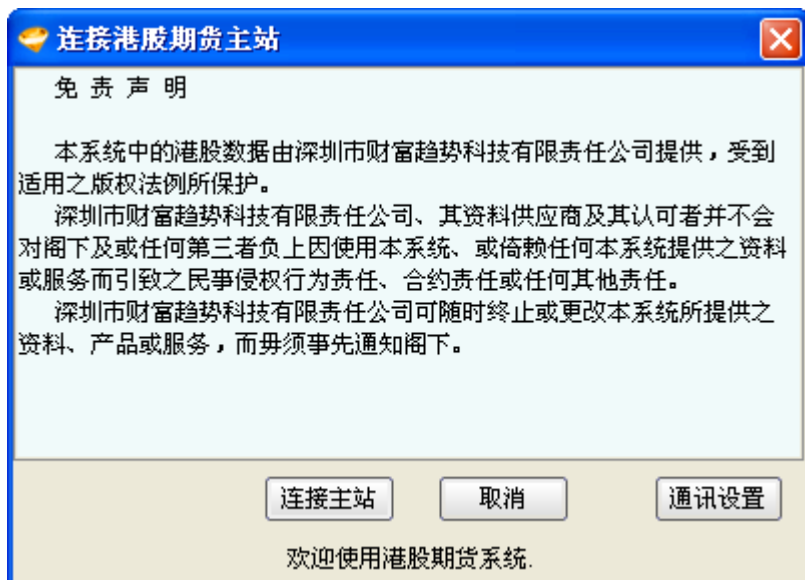 连接港股期货主站
免 责 声 明
本系统中的港股数据由深圳市财富趋势科技有限责任公司提供，受到
适用之版权法例所保护。
深圳市财富趋势科技有限责任公司、其资料供应商及其认可者并不会
对阁下及或任何第三者负上因使用本系统、或倚赖任何本系统提供之资料
或服务而引致之民事侵权行为责任、合约责任或任何其他责任。
深圳市财富趋势科技有限责任公司可随时终止或更改本系统所提供之
资料、产品或服务，而毋须事先通知阁下。
连接主站 取消 通讯设置
欢迎使用港股期货系统.